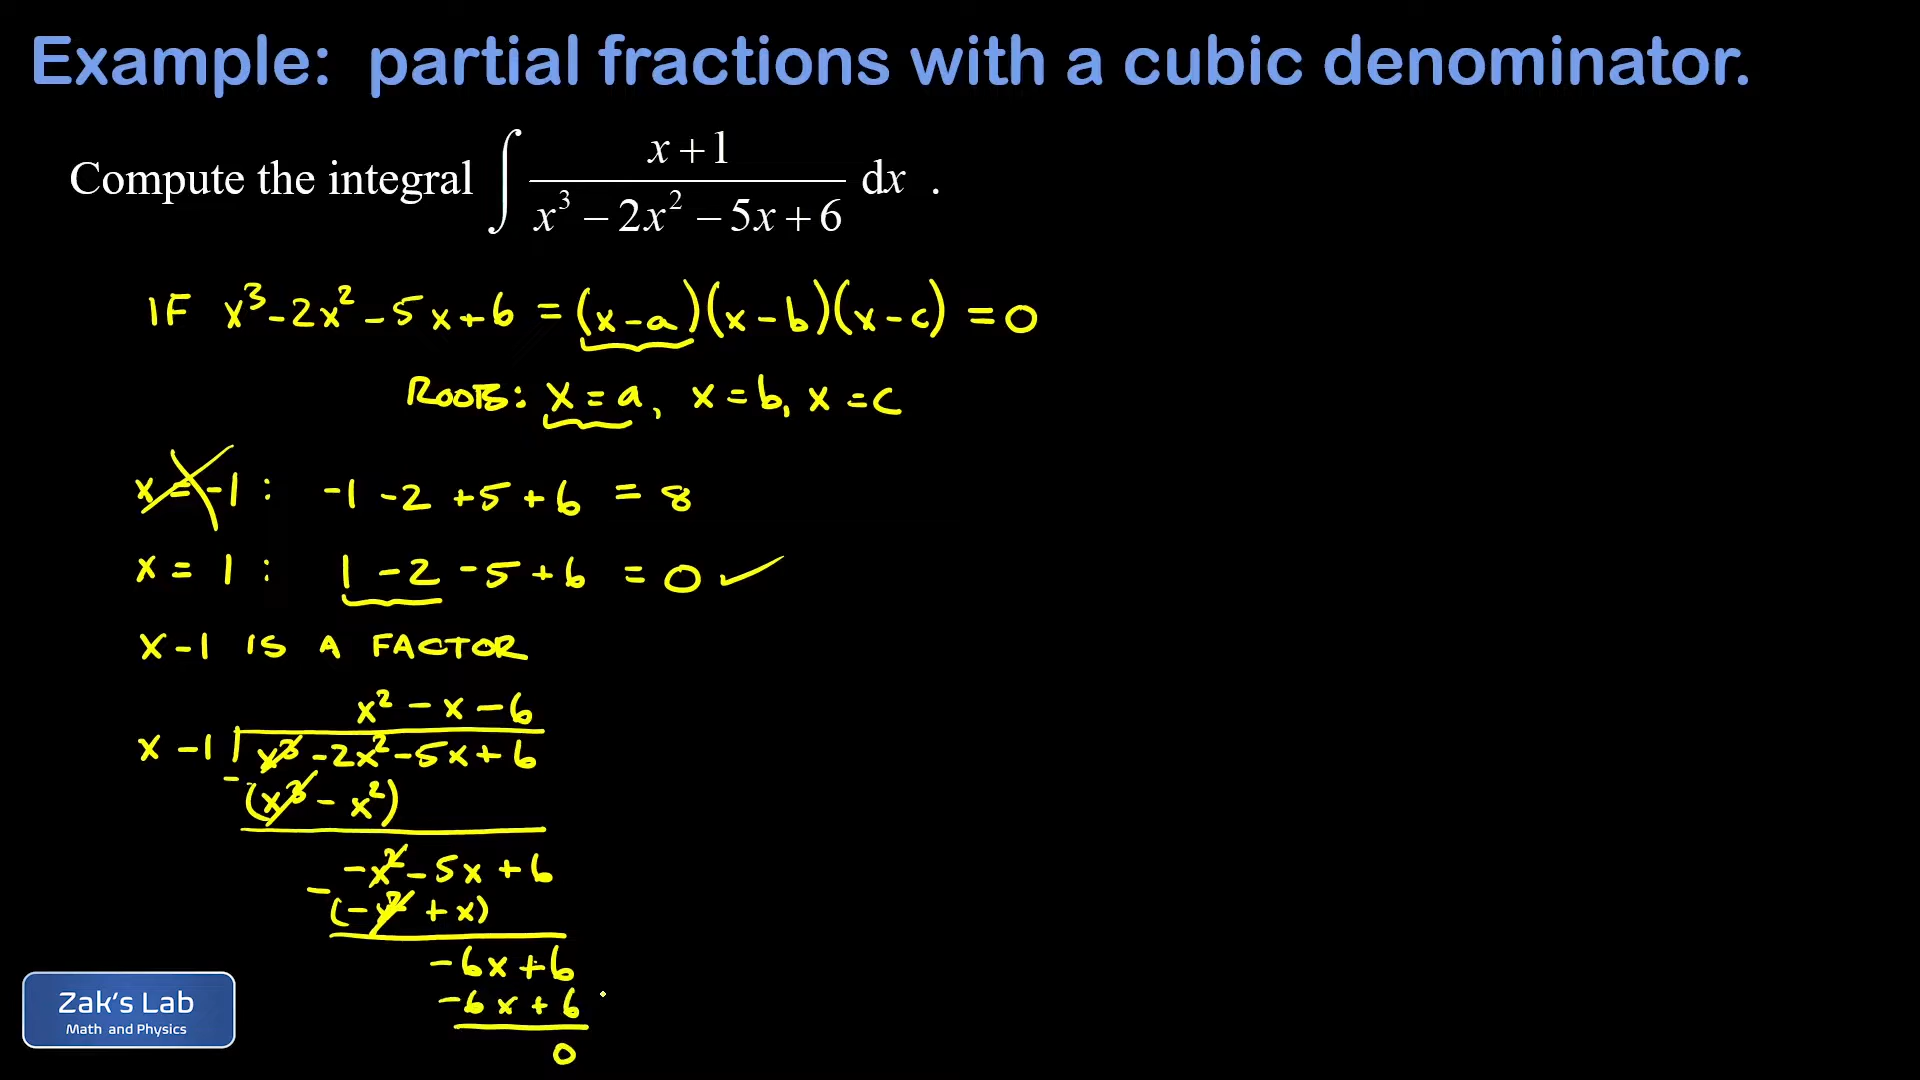 Example: partial fractions with a cubic denominator.
Compute the integral ∫ (x+1)/(x³−2x²−5x+6) dx .
IF x³-2x²-5x+6 = (x-a)(x-b)(x-c) = 0
ROOTS: x=a, x=b, x=c
x=-1: -1-2+5+6 = 8
x=1: 1-2-5+6 = 0 ✓
x-1 IS A FACTOR
x²-x-6
x-1 x³-2x²-5x+6
-(x³-x²)
-x²-5x+6
-(-x²+x)
-6x+6
-6x+6
0
Zak's Lab
Math and Physics